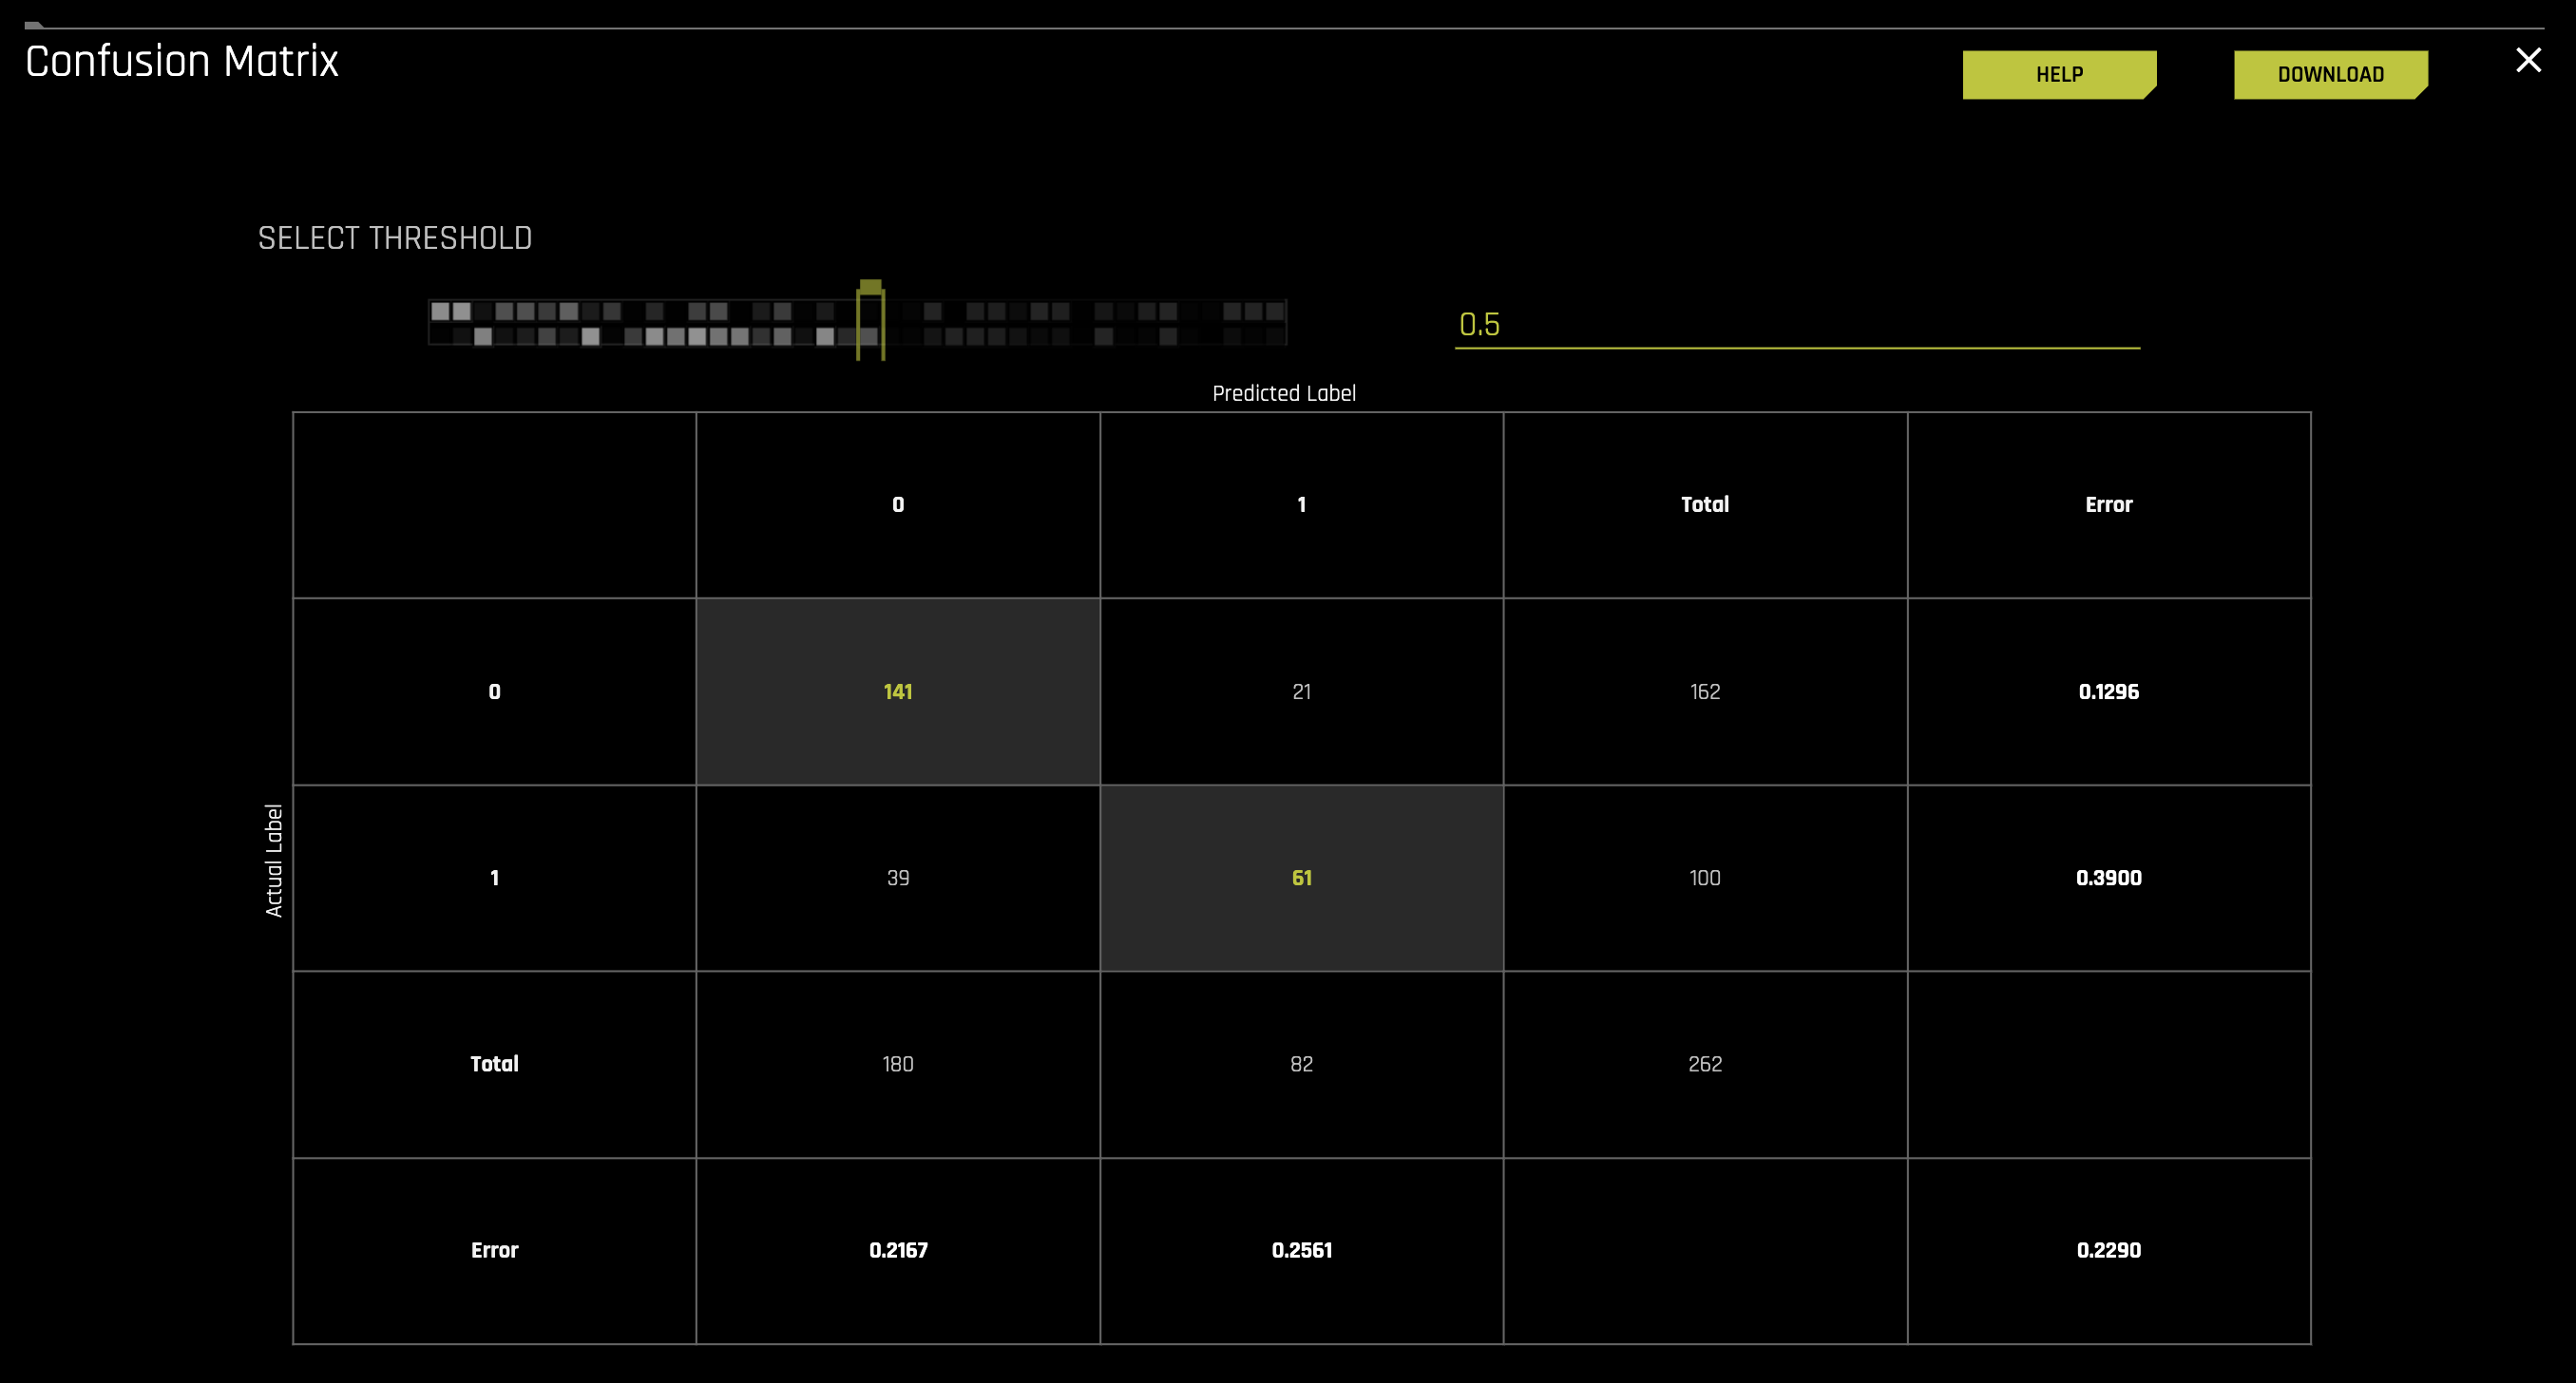 Confusion Matrix
HELP
DOWNLOAD
SELECT THRESHOLD
0.5
Predicted Label
0 1 Total Error
0 141 21 162 0.1296
Actual Label
1 39 61 100 0.3900
Total 180 82 262
Error 0.2167 0.2561 0.2290